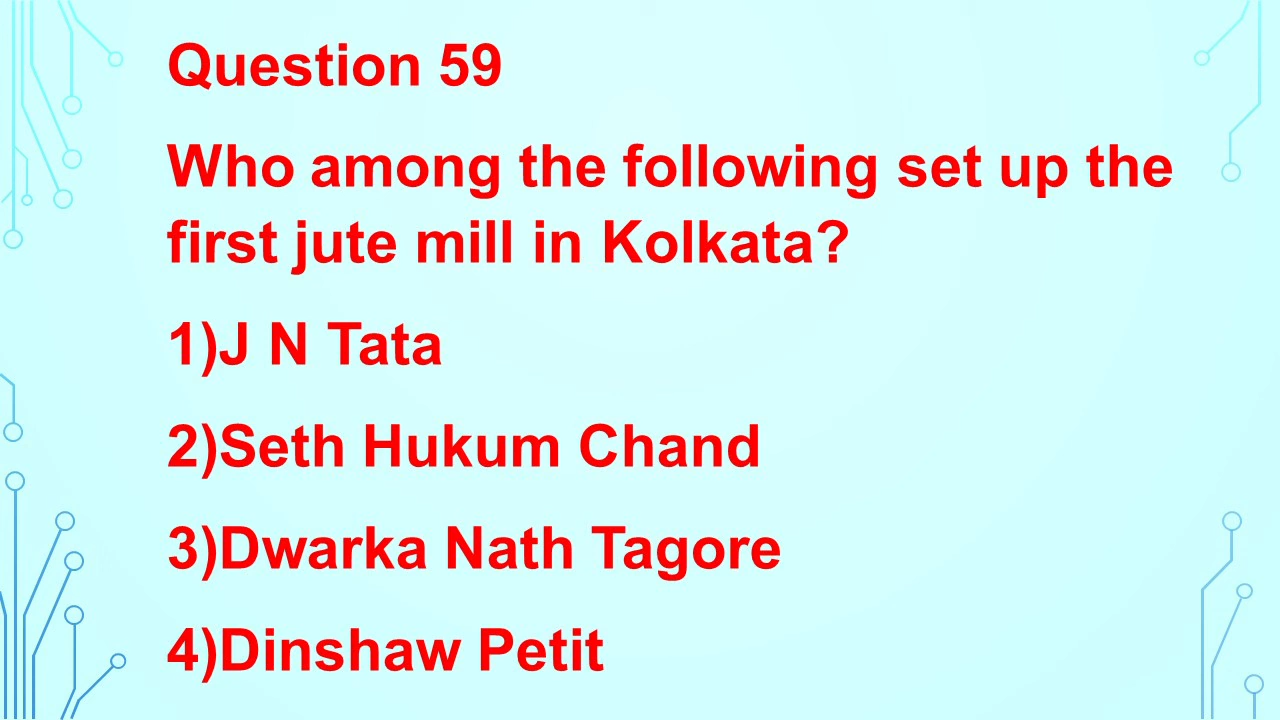 Question 59
Who among the following set up the
first jute mill in Kolkata?
1)J N Tata
2)Seth Hukum Chand
3)Dwarka Nath Tagore
4)Dinshaw Petit